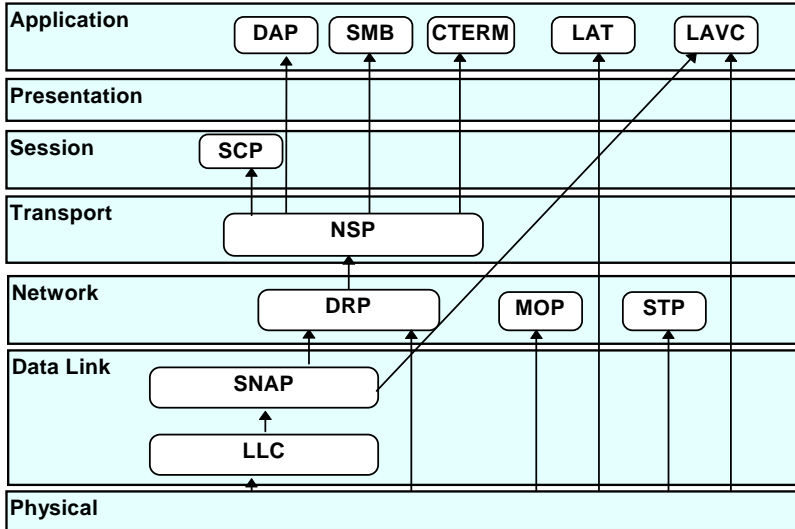 Application
DAP SMB CTERM LAT LAVC
Presentation
Session
SCP
Transport
NSP
Network
DRP MOP STP
Data Link
SNAP
LLC
Physical